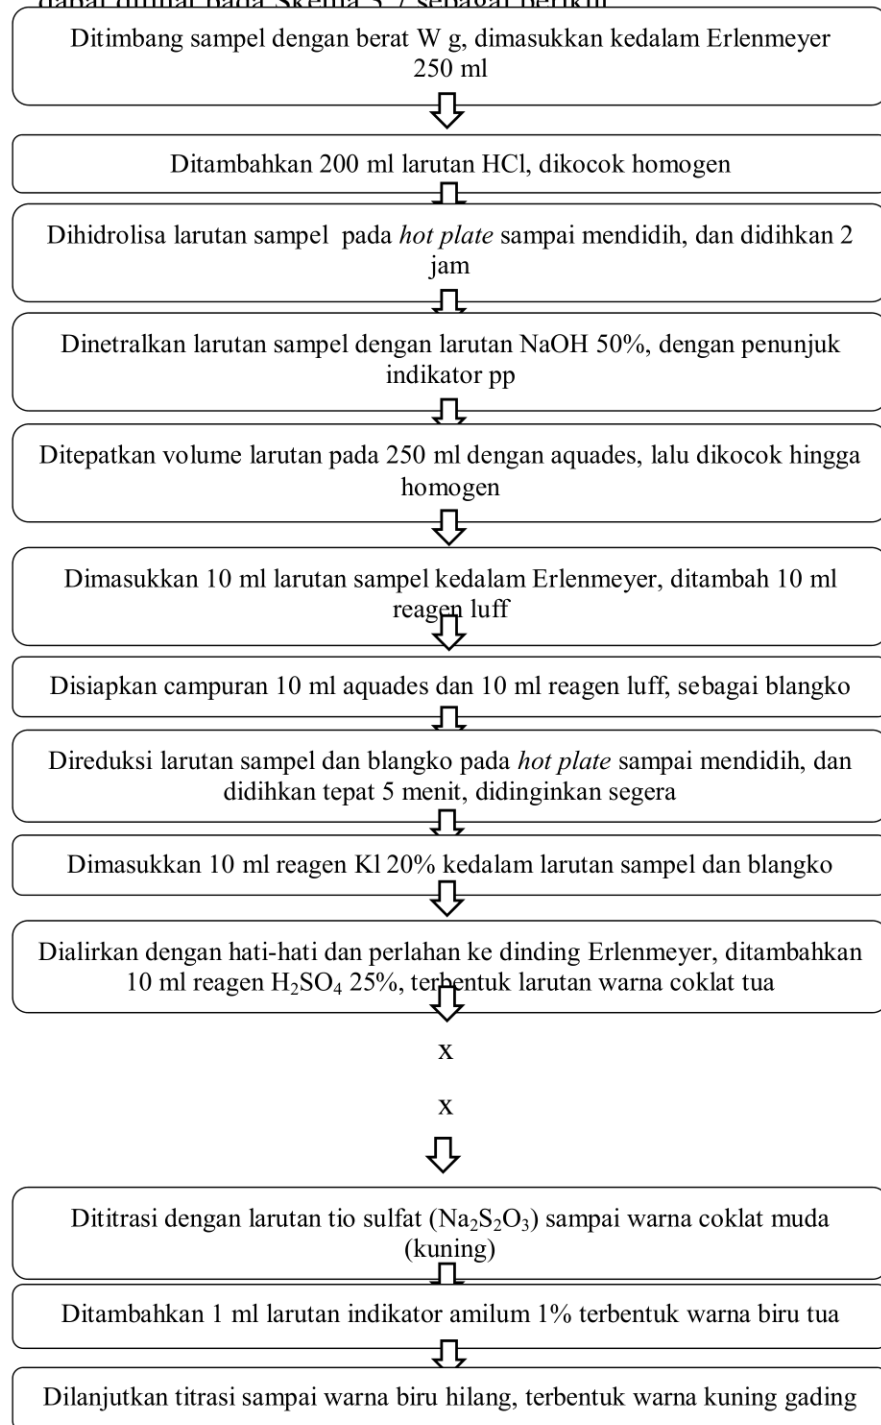 dapat dilihat pada Skema 3.7 sebagai berikut
Ditimbang sampel dengan berat W g, dimasukkan kedalam Erlenmeyer
250 ml
Ditambahkan 200 ml larutan HCl, dikocok homogen
Dihidrolisa larutan sampel pada hot plate sampai mendidih, dan didihkan 2
jam
Dinetralkan larutan sampel dengan larutan NaOH 50%, dengan penunjuk
indikator pp
Ditepatkan volume larutan pada 250 ml dengan aquades, lalu dikocok hingga
homogen
Dimasukkan 10 ml larutan sampel kedalam Erlenmeyer, ditambah 10 ml
reagen luff
Disiapkan campuran 10 ml aquades dan 10 ml reagen luff, sebagai blangko
Direduksi larutan sampel dan blangko pada hot plate sampai mendidih, dan
didihkan tepat 5 menit, didinginkan segera
Dimasukkan 10 ml reagen Kl 20% kedalam larutan sampel dan blangko
Dialirkan dengan hati-hati dan perlahan ke dinding Erlenmeyer, ditambahkan
10 ml reagen H₂SO₄ 25%, terbentuk larutan warna coklat tua
x
x
Dititrasi dengan larutan tio sulfat (Na₂S₂O₃) sampai warna coklat muda
(kuning)
Ditambahkan 1 ml larutan indikator amilum 1% terbentuk warna biru tua
Dilanjutkan titrasi sampai warna biru hilang, terbentuk warna kuning gading